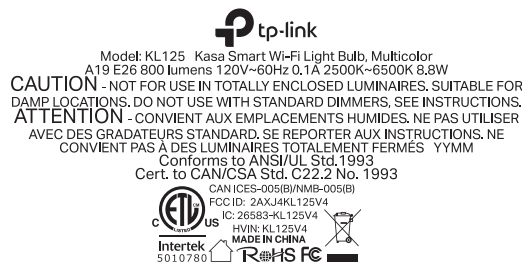 tp-link
Model: KL125 Kasa Smart Wi-Fi Light Bulb, Multicolor
A19 E26 800 lumens 120V~60Hz 0.1A 2500K~6500K 8.8W
CAUTION - NOT FOR USE IN TOTALLY ENCLOSED LUMINAIRES. SUITABLE FOR
DAMP LOCATIONS. DO NOT USE WITH STANDARD DIMMERS, SEE INSTRUCTIONS.
ATTENTION - CONVIENT AUX EMPLACEMENTS HUMIDES. NE PAS UTILISER
AVEC DES GRADATEURS STANDARD. SE REPORTER AUX INSTRUCTIONS. NE
CONVIENT PAS À DES LUMINAIRES TOTALEMENT FERMÉS YYMM
Conforms to ANSI/UL Std.1993
Cert. to CAN/CSA Std. C22.2 No. 1993
CAN ICES-005(B)/NMB-005(B)
FCC ID: 2AXJ4KL125V4
IC: 26583-KL125V4
HVIN: KL125V4
MADE IN CHINA
C ETL US
LISTED
Intertek
5010780
RoHS FC